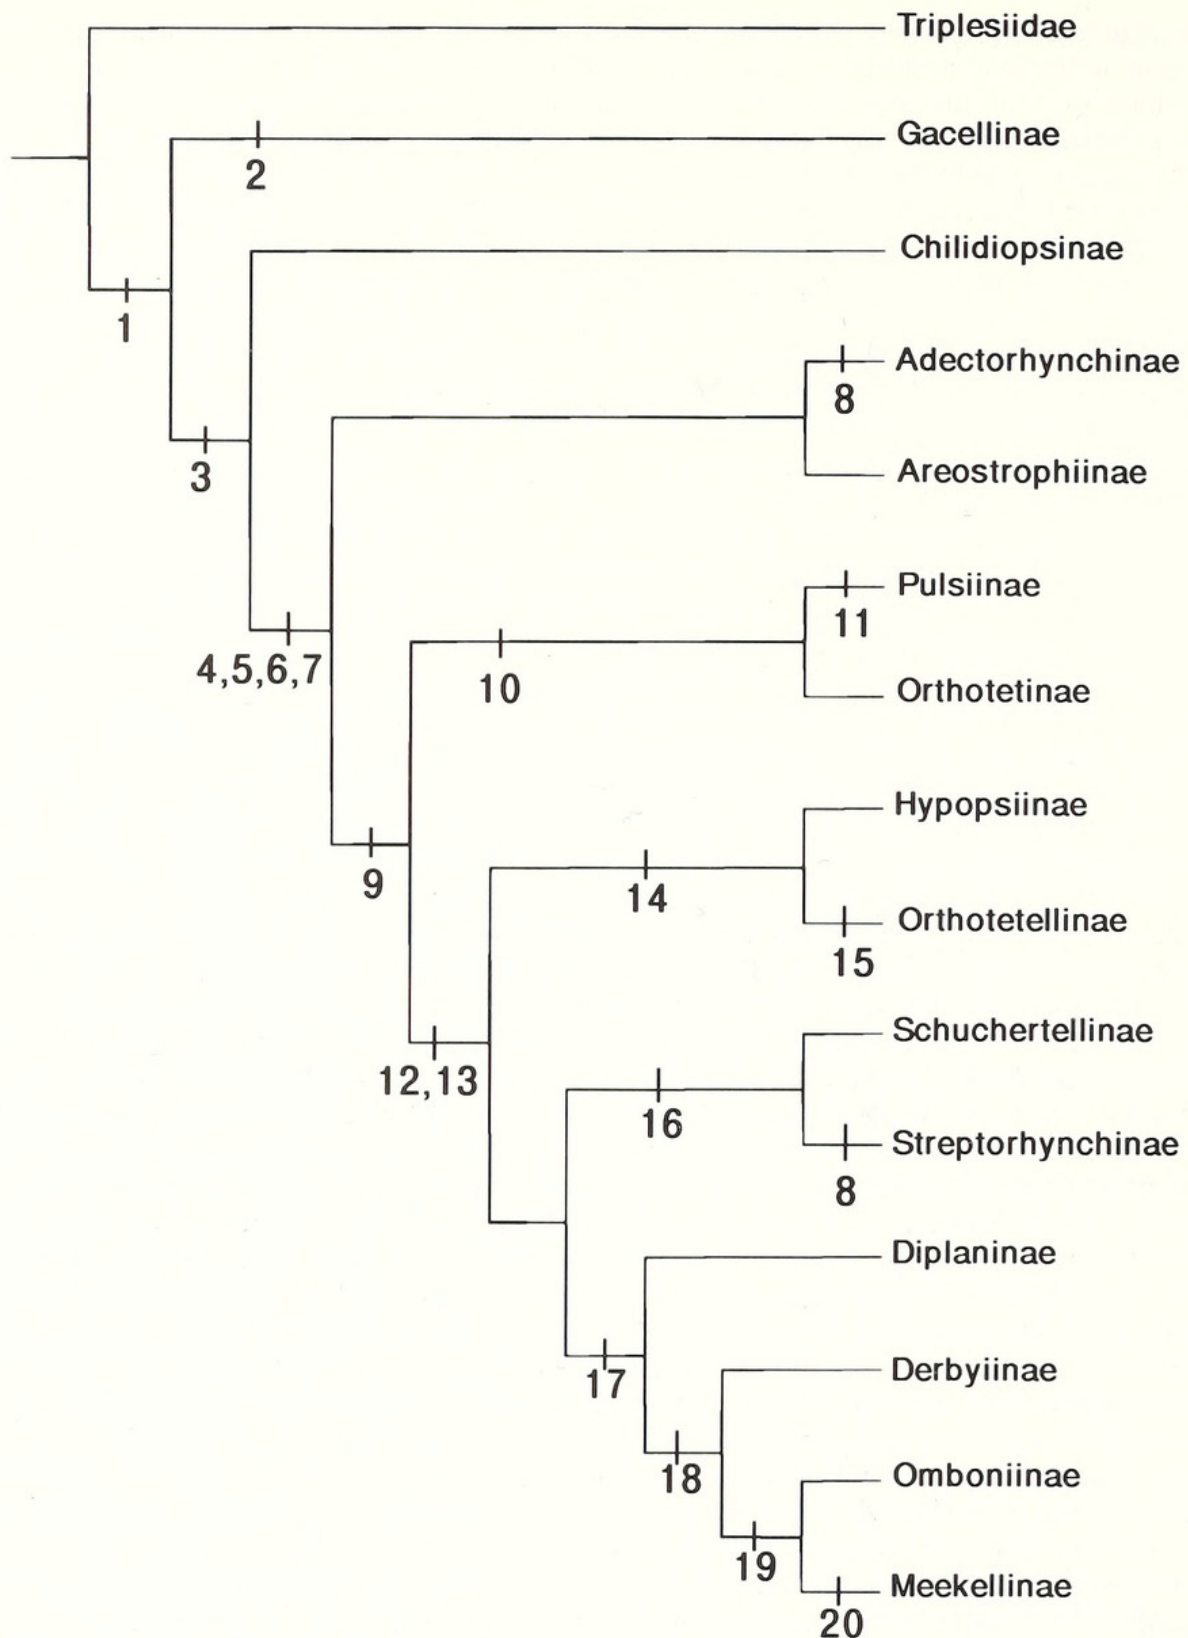 Triplesiidae
Gacellinae
2
Chilidiopsinae
1
Adectorhynchinae
8
3
Areostrophiinae
Pulsiinae
11
4,5,6,7
10
Orthotetinae
Hypopsiinae
9
14
Orthotetellinae
15
Schuchertellinae
12,13
16
Streptorhynchinae
8
Diplaninae
17
Derbyiinae
18
Omboniinae
19
Meekellinae
20